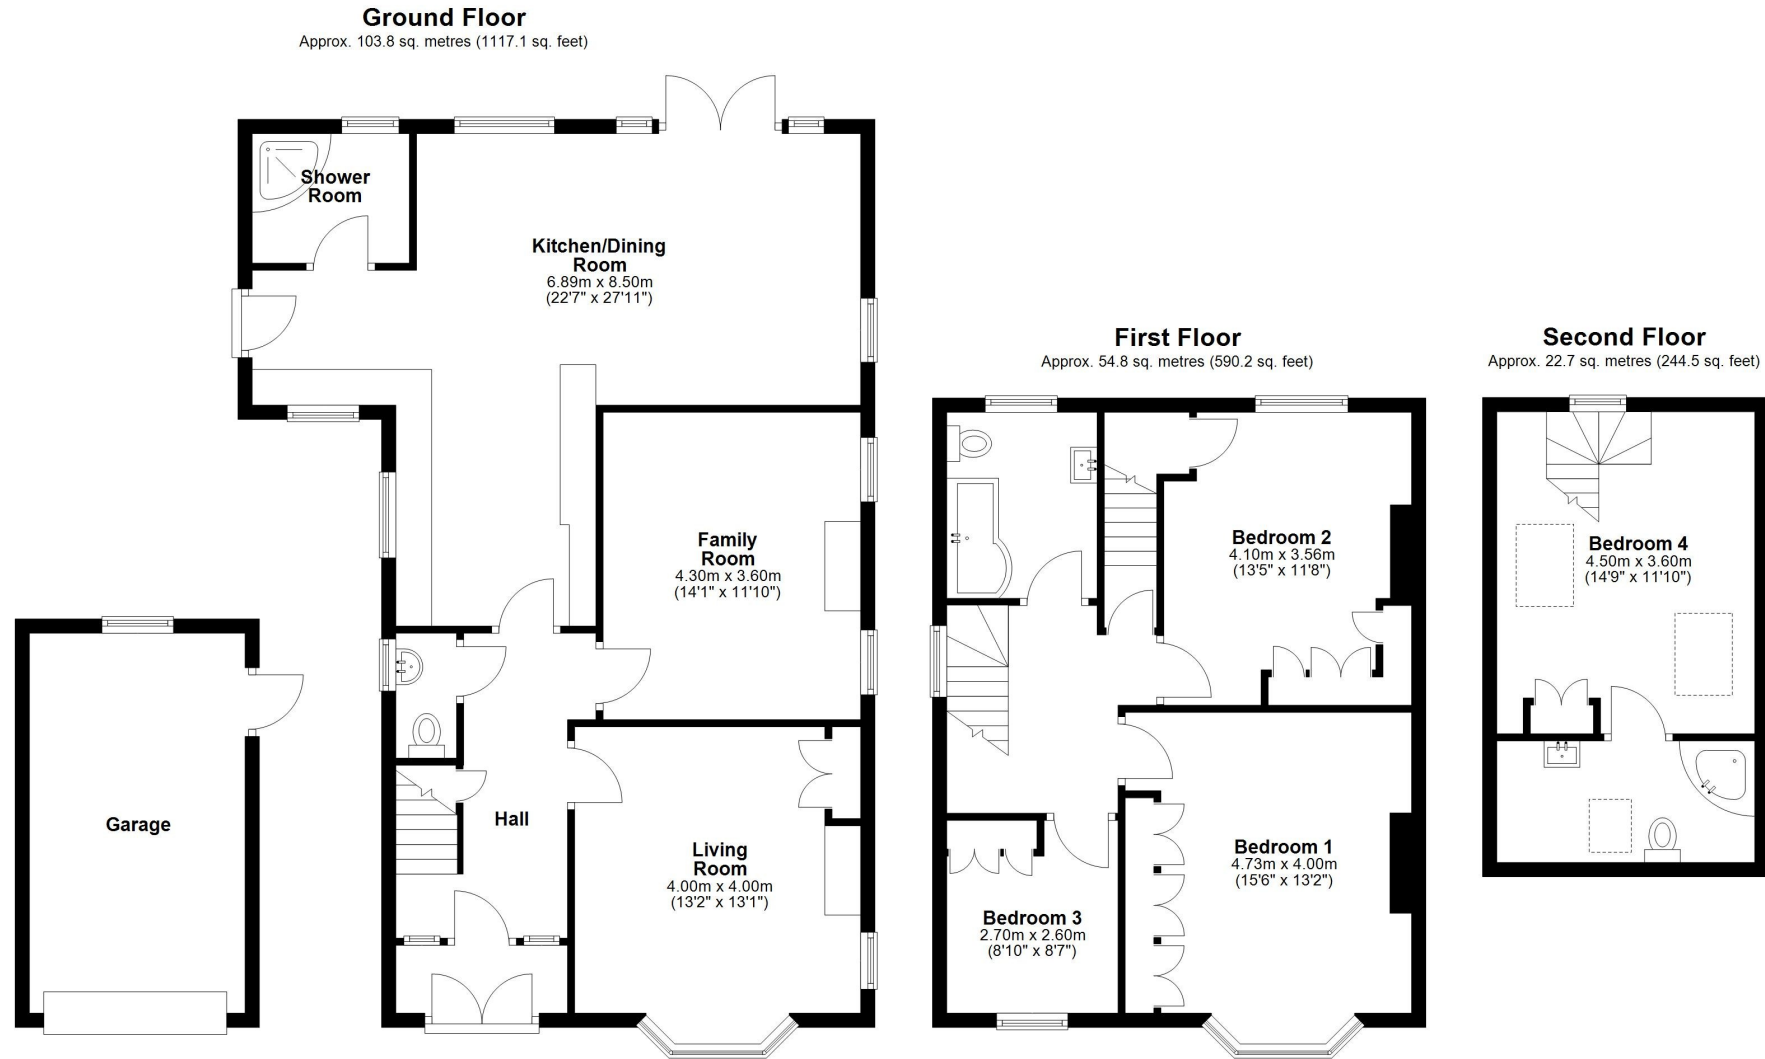 Ground Floor
Approx. 103.8 sq. metres (1117.1 sq. feet)
Shower
Room
Kitchen/Dining
Room
6.89m x 8.50m
(22'7" x 27'11")
Family
Room
4.30m x 3.60m
(14'1" x 11'10")
Garage
Hall
Living
Room
4.00m x 4.00m
(13'2" x 13'1")
First Floor
Approx. 54.8 sq. metres (590.2 sq. feet)
Bedroom 2
4.10m x 3.56m
(13'5" x 11'8")
Bedroom 1
4.73m x 4.00m
(15'6" x 13'2")
Bedroom 3
2.70m x 2.60m
(8'10" x 8'7")
Second Floor
Approx. 22.7 sq. metres (244.5 sq. feet)
Bedroom 4
4.50m x 3.60m
(14'9" x 11'10")